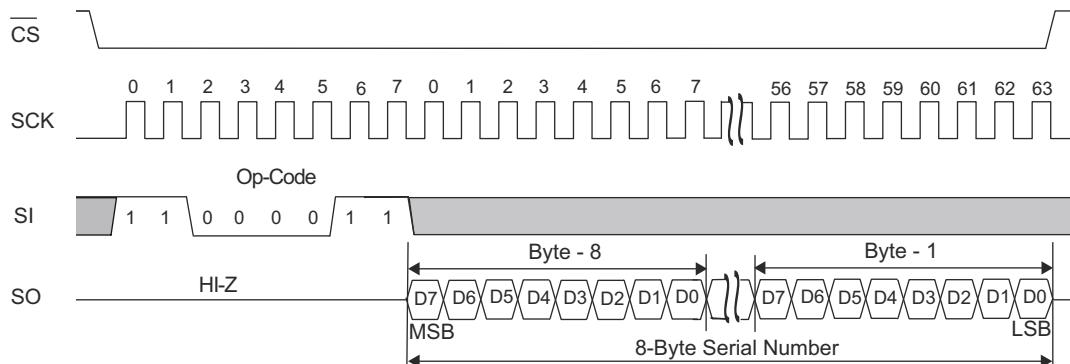 CS
0 1 2 3 4 5 6 7 0 1 2 3 4 5 6 7 56 57 58 59 60 61 62 63
SCK
Op-Code
SI 1 1 0 0 0 0 1 1
Byte - 8 Byte - 1
HI-Z
SO D7 D6 D5 D4 D3 D2 D1 D0 D7 D6 D5 D4 D3 D2 D1 D0
MSB LSB
8-Byte Serial Number